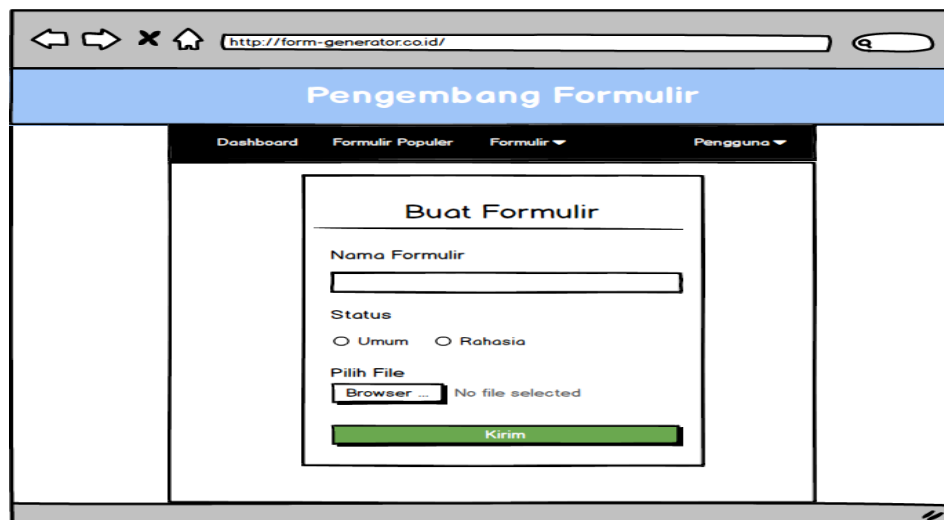 http://form-generator.co.id/
Pengembang Formulir
Dashboard Formulir Populer Formulir Pengguna
Buat Formulir
Nama Formulir
Status
Umum Rahasia
Pilih File
Browser ... No file selected
Kirim